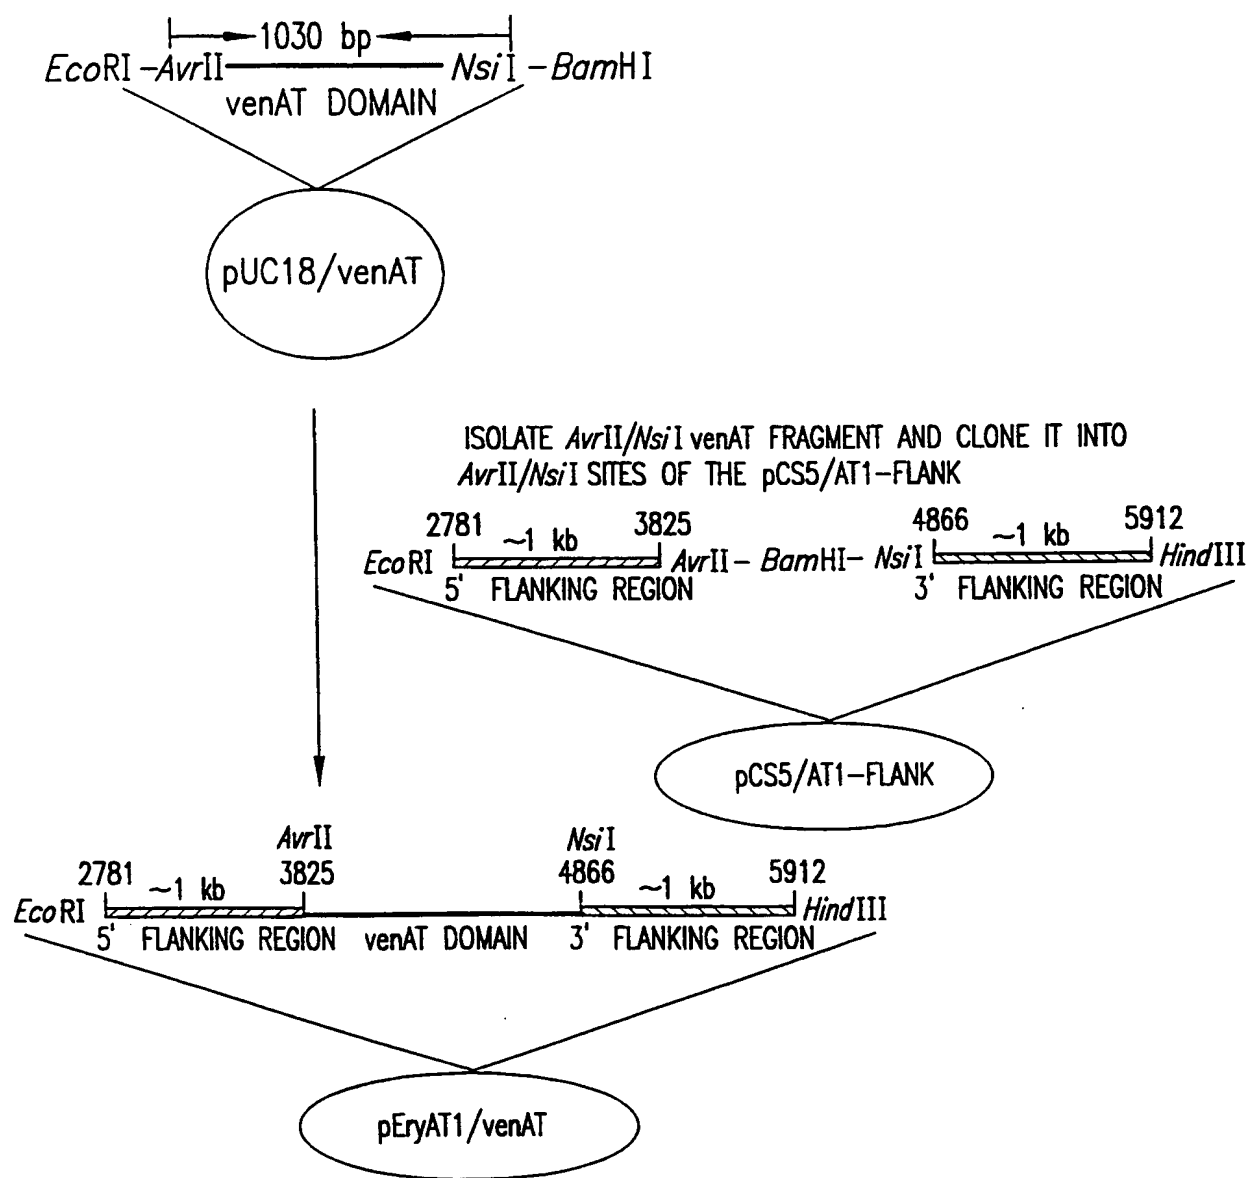 1030 bp
EcoRI -AvrII NsiI -BamHI
venAT DOMAIN
pUC18/venAT
ISOLATE AvrII/NsiI venAT FRAGMENT AND CLONE IT INTO
AvrII/NsiI SITES OF THE pCS5/AT1-FLANK
2781 ~1 kb 3825 4866 ~1 kb 5912
EcoRI AvrII - BamHI- NsiI HindIII
5' FLANKING REGION 3' FLANKING REGION
pCS5/AT1-FLANK
AvrII NsiI
2781 ~1 kb 3825 4866 ~1 kb 5912
EcoRI HindIII
5' FLANKING REGION venAT DOMAIN 3' FLANKING REGION
pEryAT1/venAT